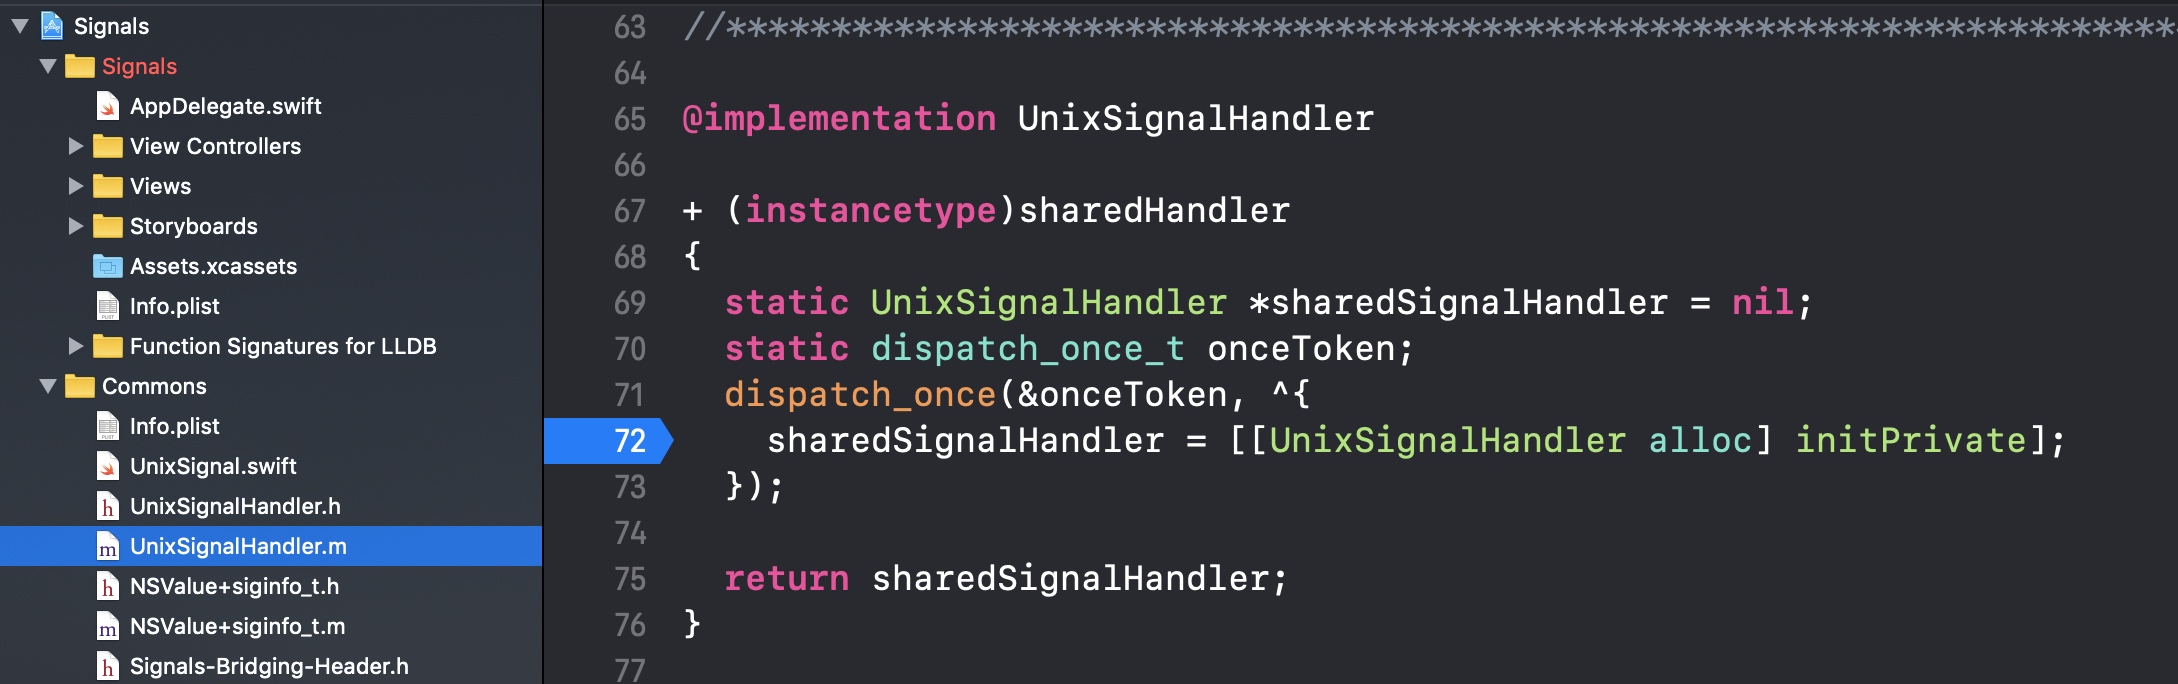 Signals
Signals
AppDelegate.swift
View Controllers
Views
Storyboards
Assets.xcassets
Info.plist
Function Signatures for LLDB
Commons
Info.plist
UnixSignal.swift
UnixSignalHandler.h
UnixSignalHandler.m
NSValue+siginfo_t.h
NSValue+siginfo_t.m
Signals-Bridging-Header.h
63 //**********************************************************************
64
65 @implementation UnixSignalHandler
66
67 + (instancetype)sharedHandler
68 {
69   static UnixSignalHandler *sharedSignalHandler = nil;
70   static dispatch_once_t onceToken;
71   dispatch_once(&onceToken, ^{
72     sharedSignalHandler = [[UnixSignalHandler alloc] initPrivate];
73   });
74
75   return sharedSignalHandler;
76 }
77